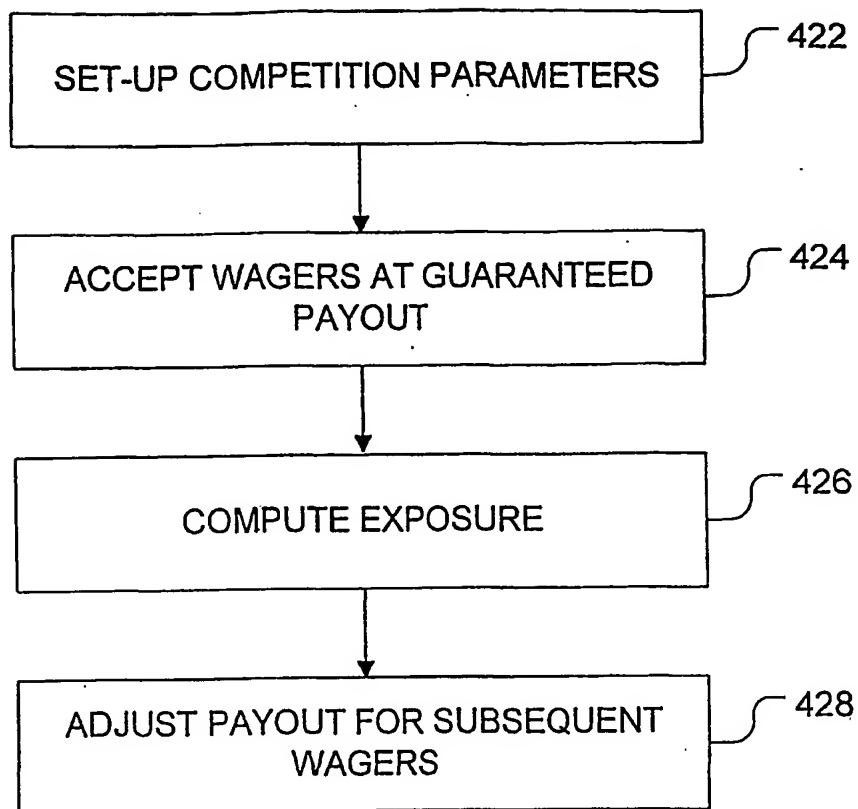 422
SET-UP COMPETITION PARAMETERS
424
ACCEPT WAGERS AT GUARANTEED
PAYOUT
426
COMPUTE EXPOSURE
428
ADJUST PAYOUT FOR SUBSEQUENT
WAGERS